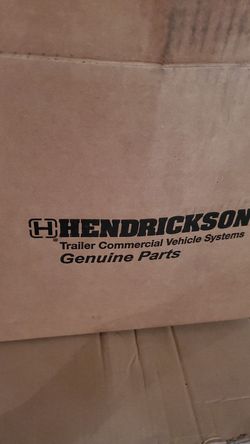 HENDRICKSON
Trailer Commercial Vehicle Systems
Genuine Parts